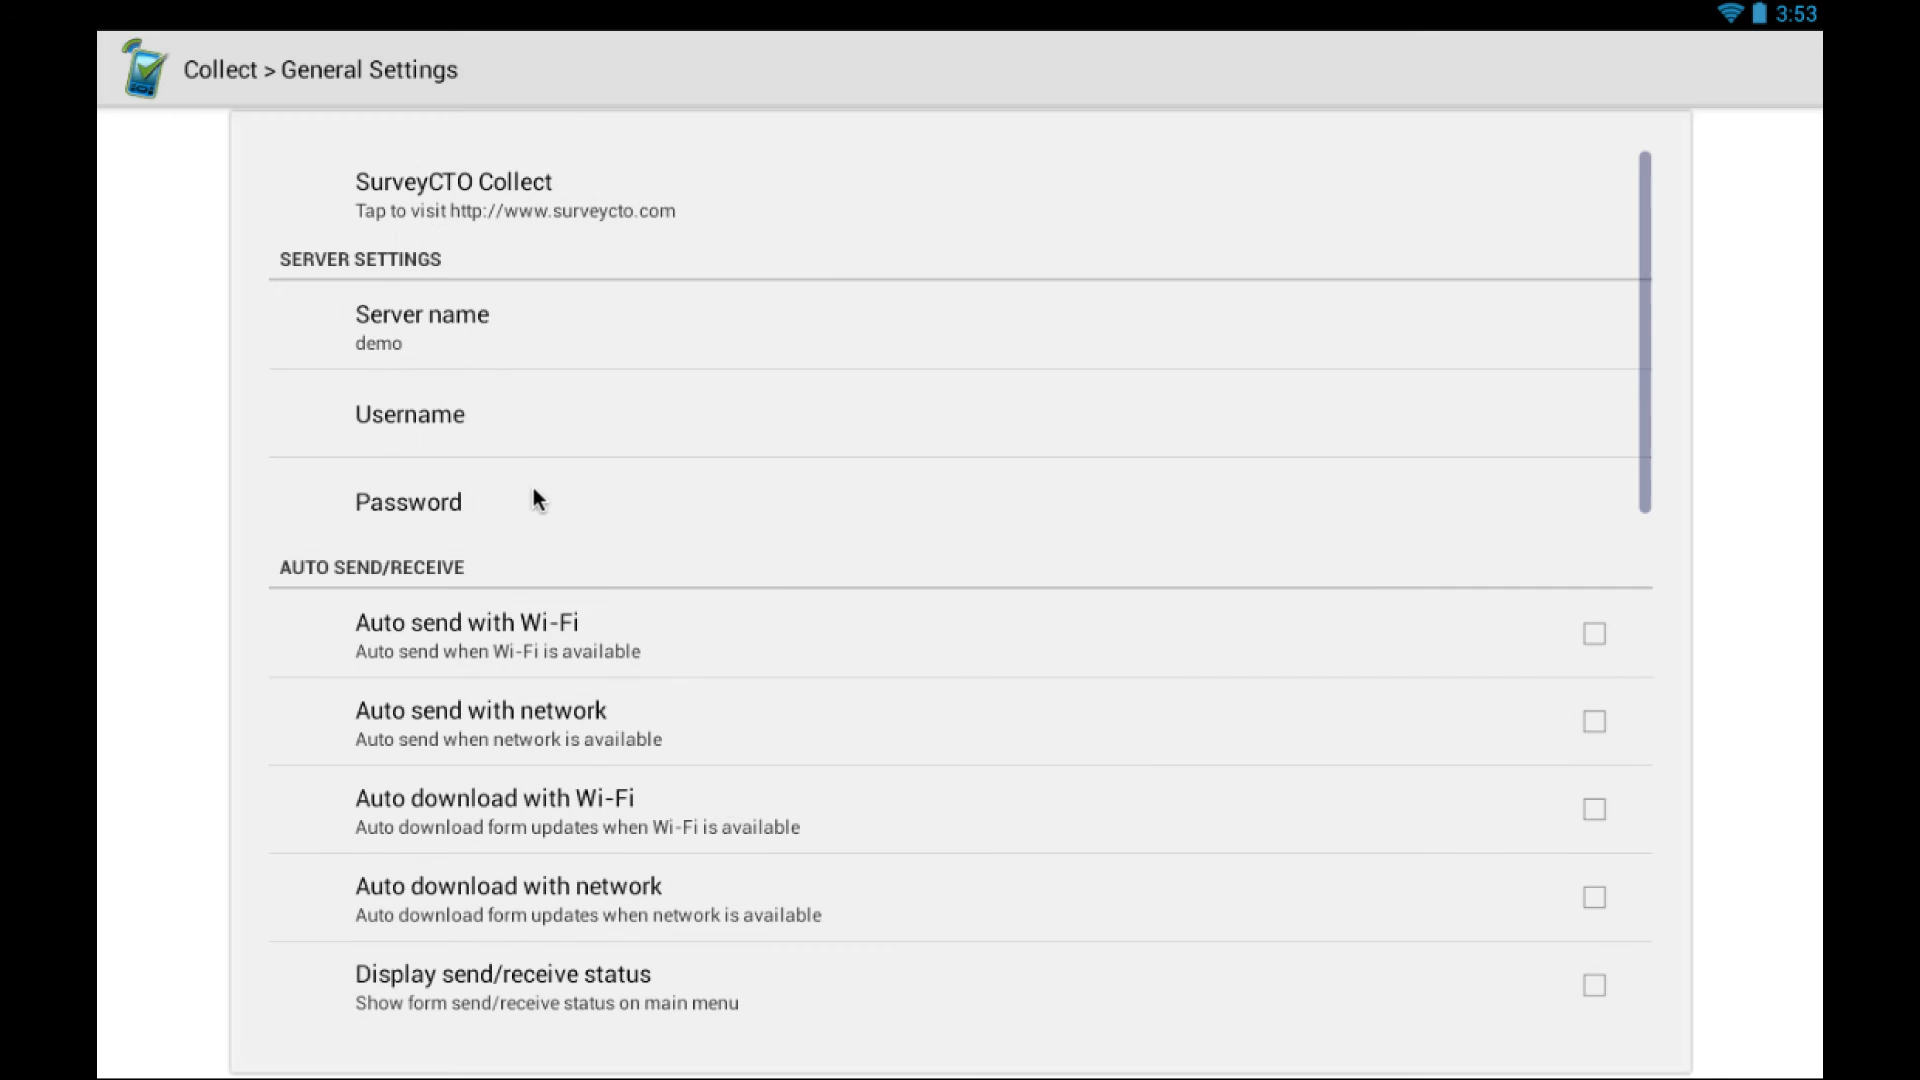 3:53
Collect > General Settings
SurveyCTO Collect
Tap to visit http://www.surveycto.com
SERVER SETTINGS
Server name
demo
Username
Password
AUTO SEND/RECEIVE
Auto send with Wi-Fi
Auto send when Wi-Fi is available
Auto send with network
Auto send when network is available
Auto download with Wi-Fi
Auto download form updates when Wi-Fi is available
Auto download with network
Auto download form updates when network is available
Display send/receive status
Show form send/receive status on main menu